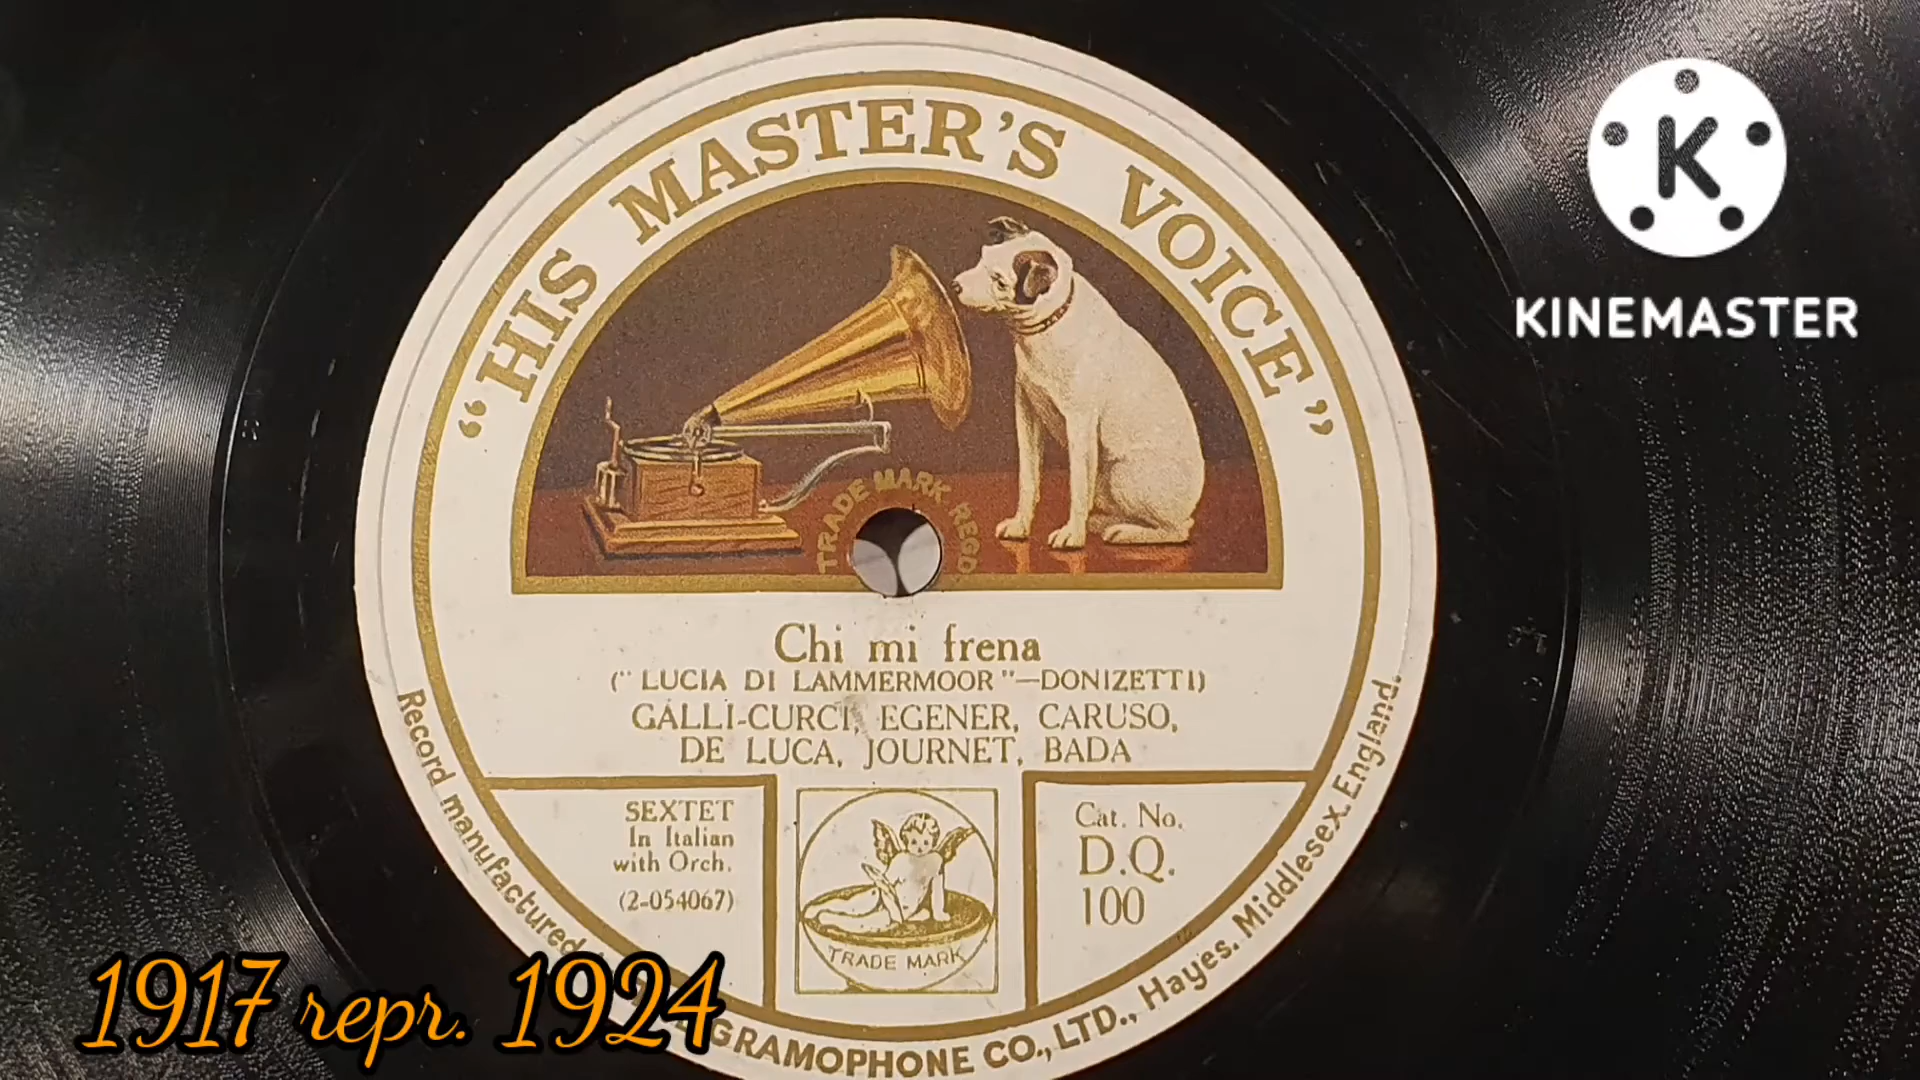 "HIS MASTER'S VOICE"
K
KINEMASTER
TRADE MARK REGD.
Chi mi frena
("LUCIA DI LAMMERMOOR"—DONIZETTI)
GALLI-CURCI, EGENER, CARUSO,
DE LUCA, JOURNET, BADA
SEXTET
In Italian
with Orch.
(2-054067)
TRADE MARK
Cat. No.
D.Q.
100
Record manufactured
GRAMOPHONE CO., LTD., Hayes. Middlesex. England.
1917 repr. 1924